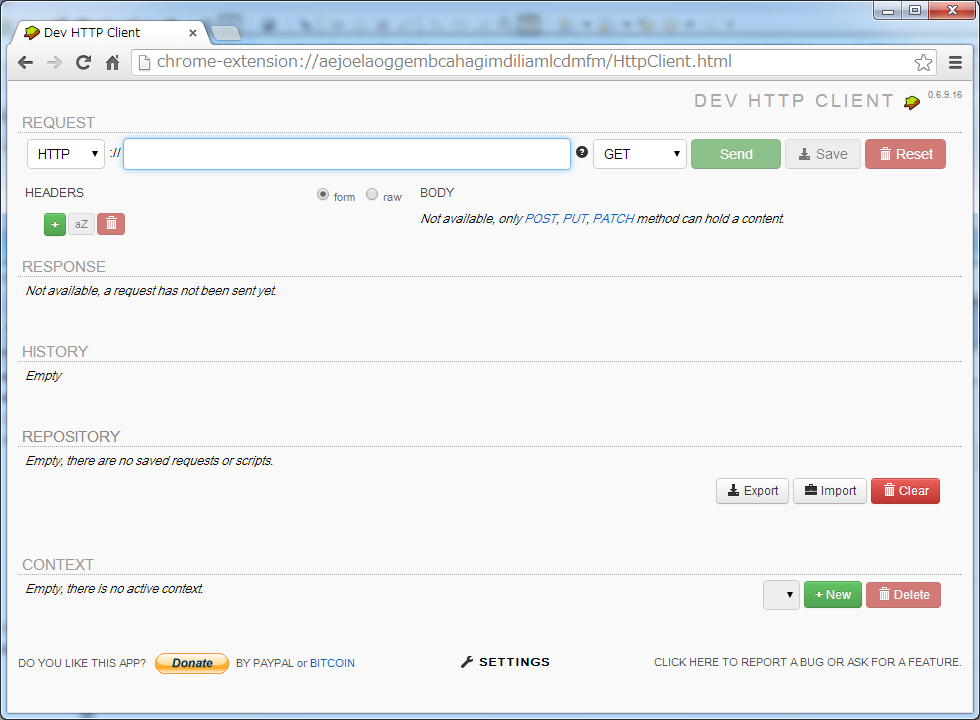 Dev HTTP Client
chrome-extension://aejoelaoggembcahagimdiliamlcdmfm/HttpClient.html
DEV HTTP CLIENT 0.6.9.16
REQUEST
HTTP :// GET Send Save Reset
HEADERS form raw BODY
+ aZ Not available, only POST, PUT, PATCH method can hold a content.
RESPONSE
Not available, a request has not been sent yet.
HISTORY
Empty
REPOSITORY
Empty, there are no saved requests or scripts.
Export Import Clear
CONTEXT
Empty, there is no active context.
+ New Delete
DO YOU LIKE THIS APP? Donate BY PAYPAL or BITCOIN SETTINGS CLICK HERE TO REPORT A BUG OR ASK FOR A FEATURE.